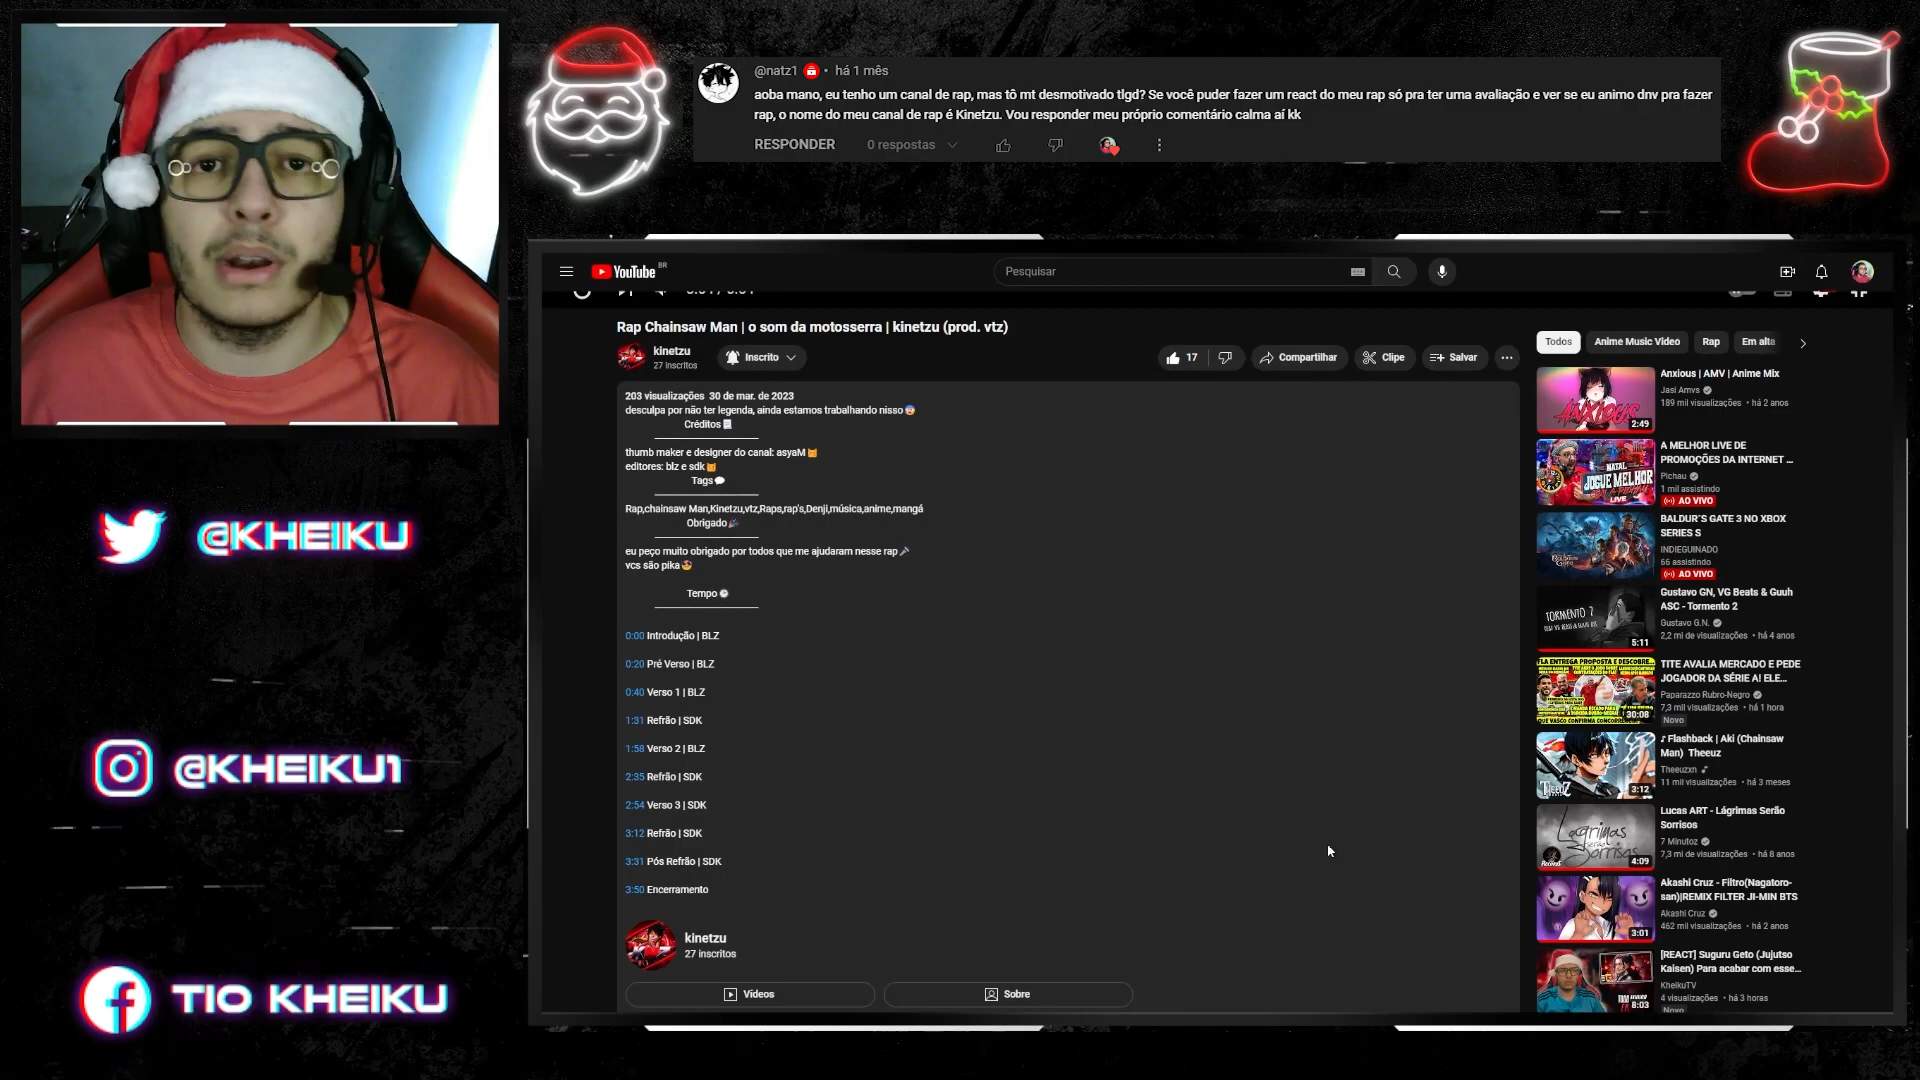 @natz1 • há 1 mês
aoba mano, eu tenho um canal de rap, mas tô mt desmotivado tlgd? Se você puder fazer um react do meu rap só pra ter uma avaliação e ver se eu animo dnv pra fazer
rap, o nome do meu canal de rap é Kinetzu. Vou responder meu próprio comentário calma aí kk
RESPONDER 0 respostas
YouTube BR
Pesquisar
Rap Chainsaw Man | o som da motosserra | kinetzu (prod. vtz)
kinetzu
27 inscritos
Inscrito
17
Compartilhar
Clipe
Salvar
203 visualizações 30 de mar. de 2023
desculpa por não ter legenda, ainda estamos trabalhando nisso
Créditos
thumb maker e designer do canal: asyaM
editores: blz e sdk
Tags
Rap,chainsaw Man,Kinetzu,vtz,Raps,rap's,Denji,música,anime,mangá
Obrigado
eu peço muito obrigado por todos que me ajudaram nesse rap
vcs são pika
Tempo
0:00 Introdução | BLZ
0:20 Pré Verso | BLZ
0:40 Verso 1 | BLZ
1:31 Refrão | SDK
1:58 Verso 2 | BLZ
2:35 Refrão | SDK
2:54 Verso 3 | SDK
3:12 Refrão | SDK
3:31 Pós Refrão | SDK
3:50 Encerramento
kinetzu
27 inscritos
Vídeos
Sobre
Todos
Anime Music Video
Rap
Em alta
ANXIOUS
2:49
Anxious | AMV | Anime Mix
Jasi Amvs
189 mil visualizações • há 2 anos
NATAL
JOGUE MELHOR
LIVE
A MELHOR LIVE DE
PROMOÇÕES DA INTERNET ...
Pichau
1 mil assistindo
AO VIVO
BALDUR'S GATE 3 NO XBOX
SERIES S
INDIEGUINADO
66 assistindo
AO VIVO
TORMENTO 2
5:11
Gustavo GN, VG Beats & Guuh
ASC - Tormento 2
Gustavo G.N.
2,2 mi de visualizações • há 4 anos
30:08
TITE AVALIA MERCADO E PEDE
JOGADOR DA SÉRIE A! ELE...
Paparazzo Rubro-Negro
7,3 mil visualizações • há 1 hora
Novo
THEEUZ
3:12
♪ Flashback | Aki (Chainsaw
Man) Theeuz
Theeuzxn
11 mil visualizações • há 3 meses
Lagrimas
Serão
Sorrisos
4:09
Lucas ART - Lágrimas Serão
Sorrisos
7 Minutoz
7,3 mi de visualizações • há 8 anos
3:01
Akashi Cruz - Filtro(Nagatoro-
san)|REMIX FILTER JI-MIN BTS
Akashi Cruz
462 mil visualizações • há 2 anos
8:03
[REACT] Suguru Geto (Jujutso
Kaisen) Para acabar com esse...
KheikuTV
4 visualizações • há 3 horas
Novo
@KHEIKU
@KHEIKU1
TIO KHEIKU